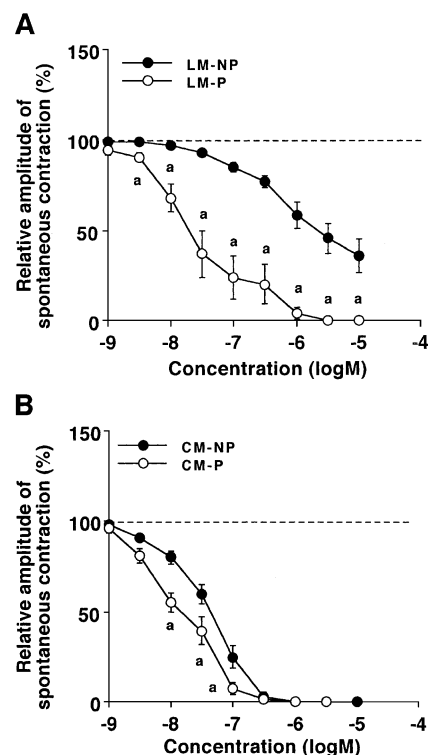 A
150
LM-NP
LM-P
Relative amplitude of
spontaneous contraction (%)
100
a a a a a a a a
50
0
-9 -8 -7 -6 -5 -4
Concentration (logM)
B
150
CM-NP
CM-P
Relative amplitude of
spontaneous contraction (%)
100
50
a
a
a
0
-9 -8 -7 -6 -5 -4
Concentration (logM)